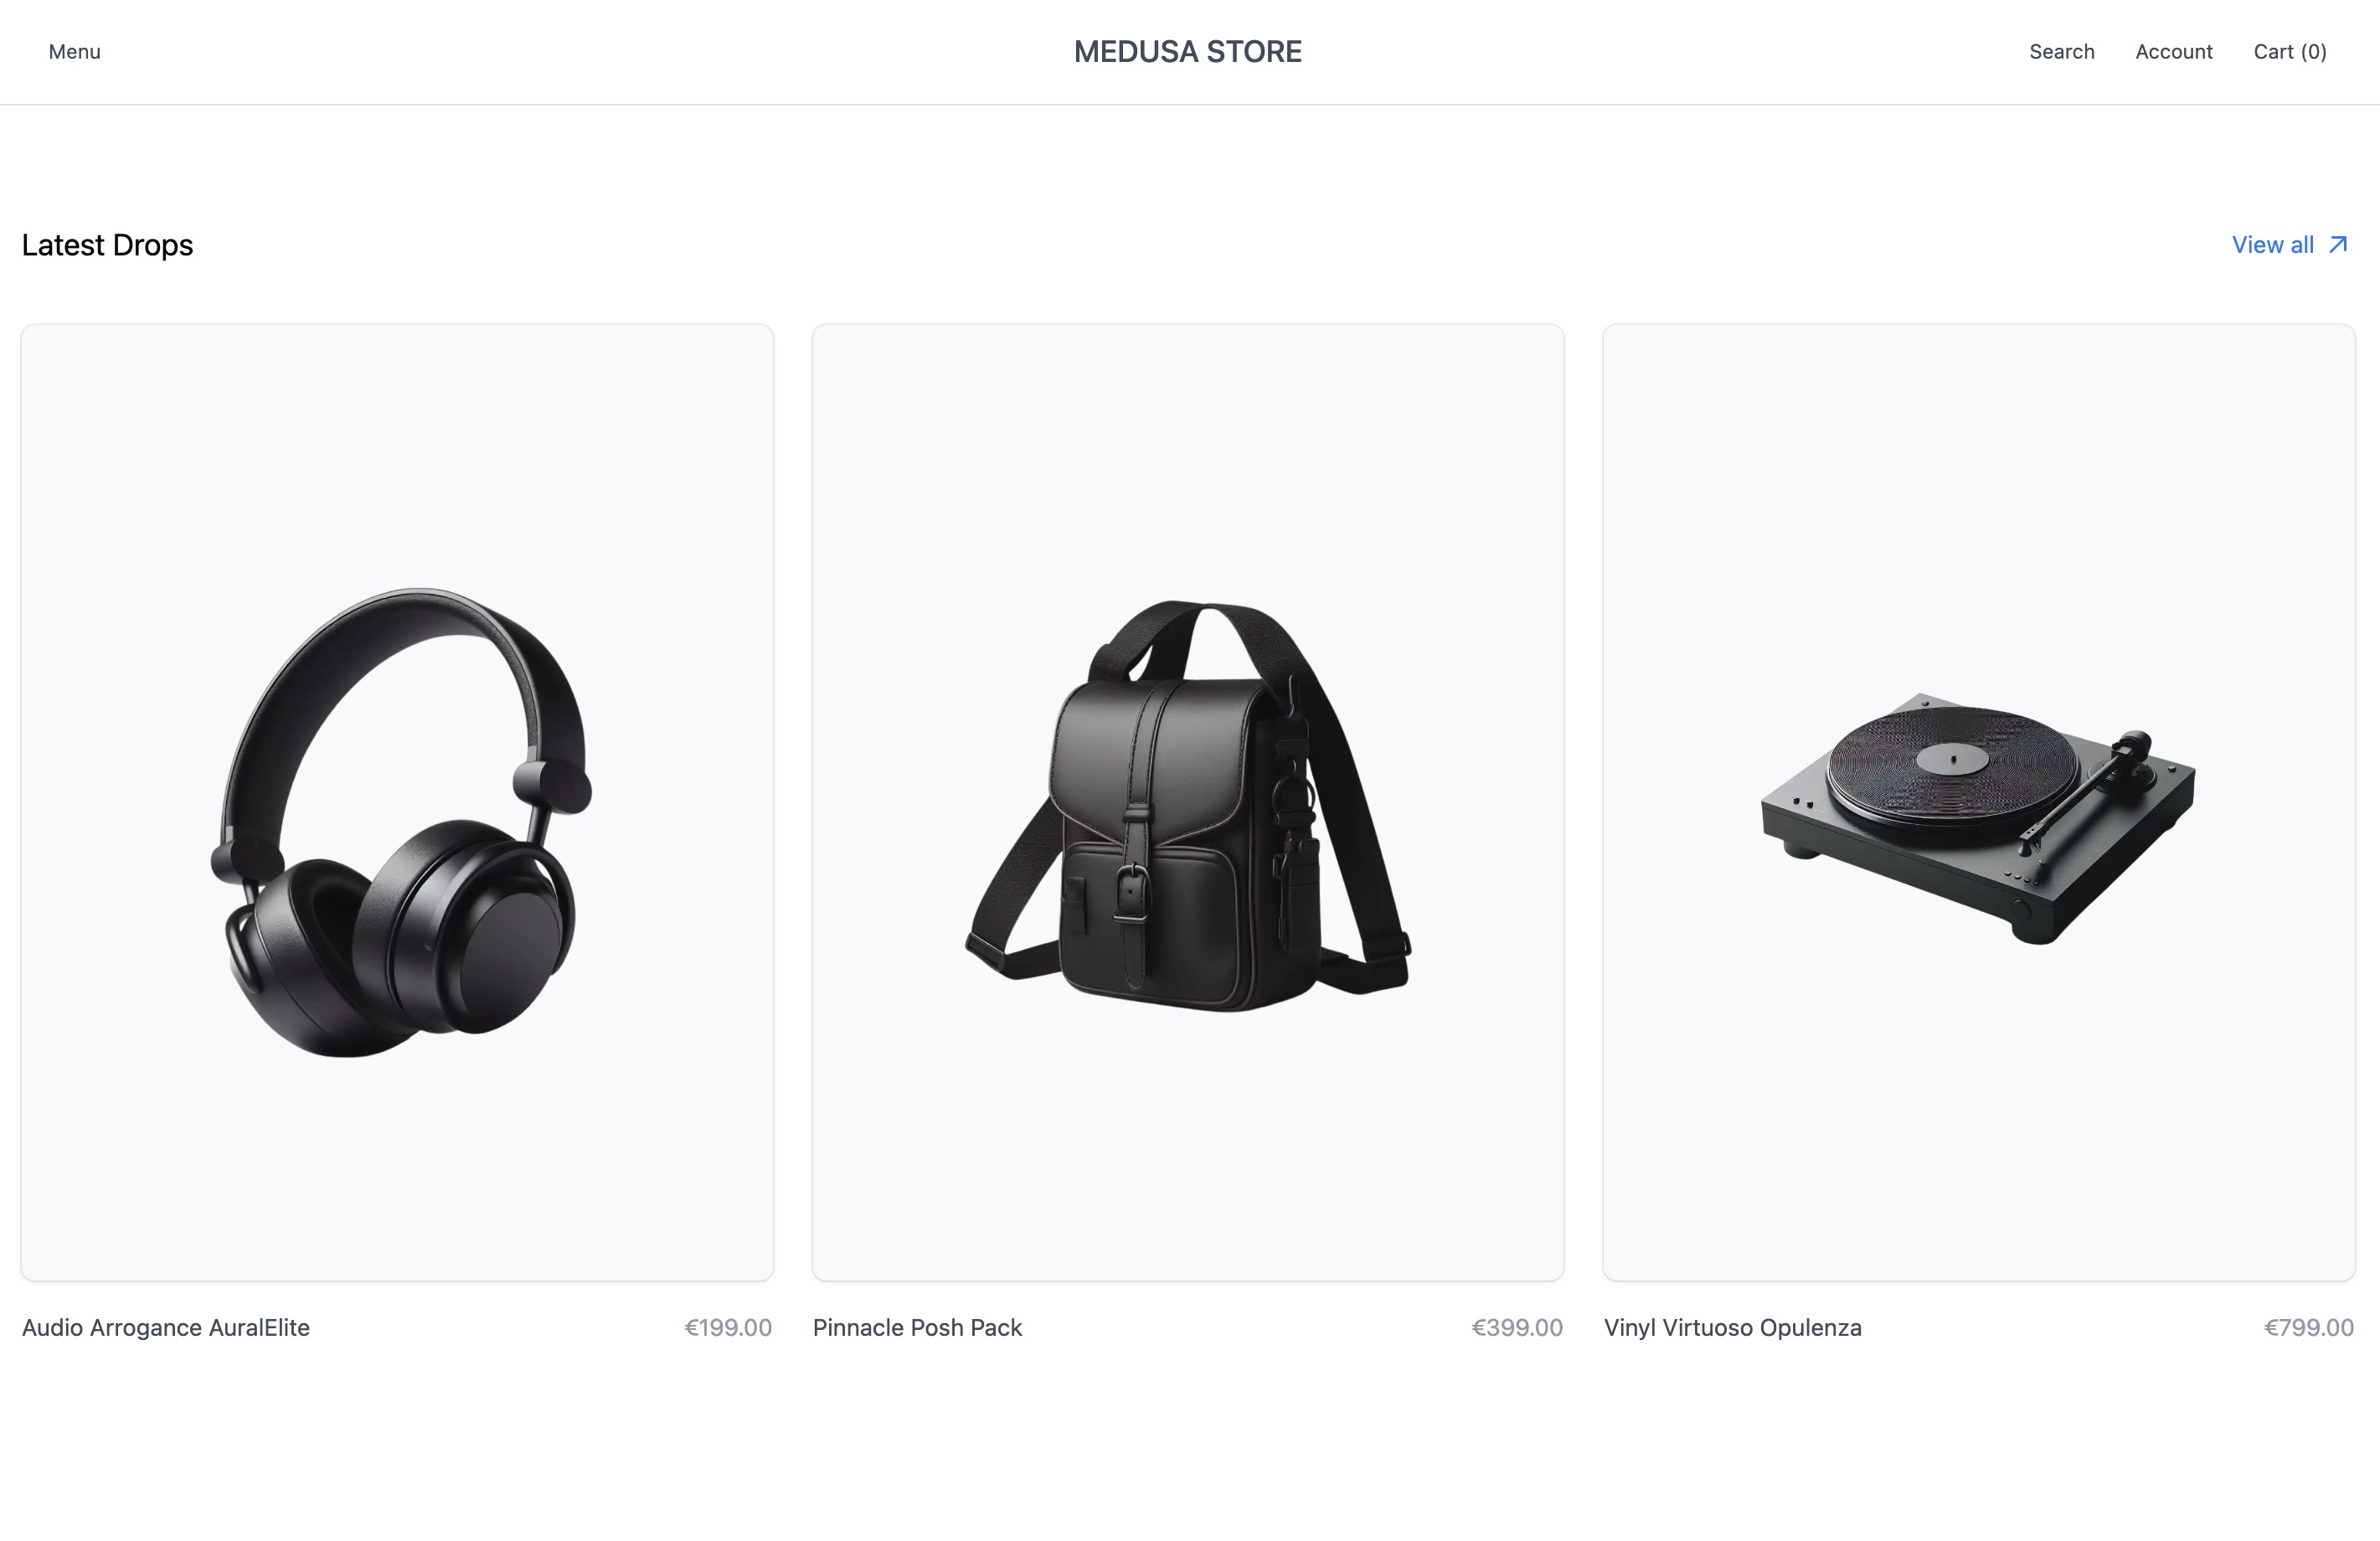 Menu
MEDUSA STORE
Search Account Cart (0)
Latest Drops
View all
Audio Arrogance AuralElite €199.00
Pinnacle Posh Pack €399.00
Vinyl Virtuoso Opulenza €799.00